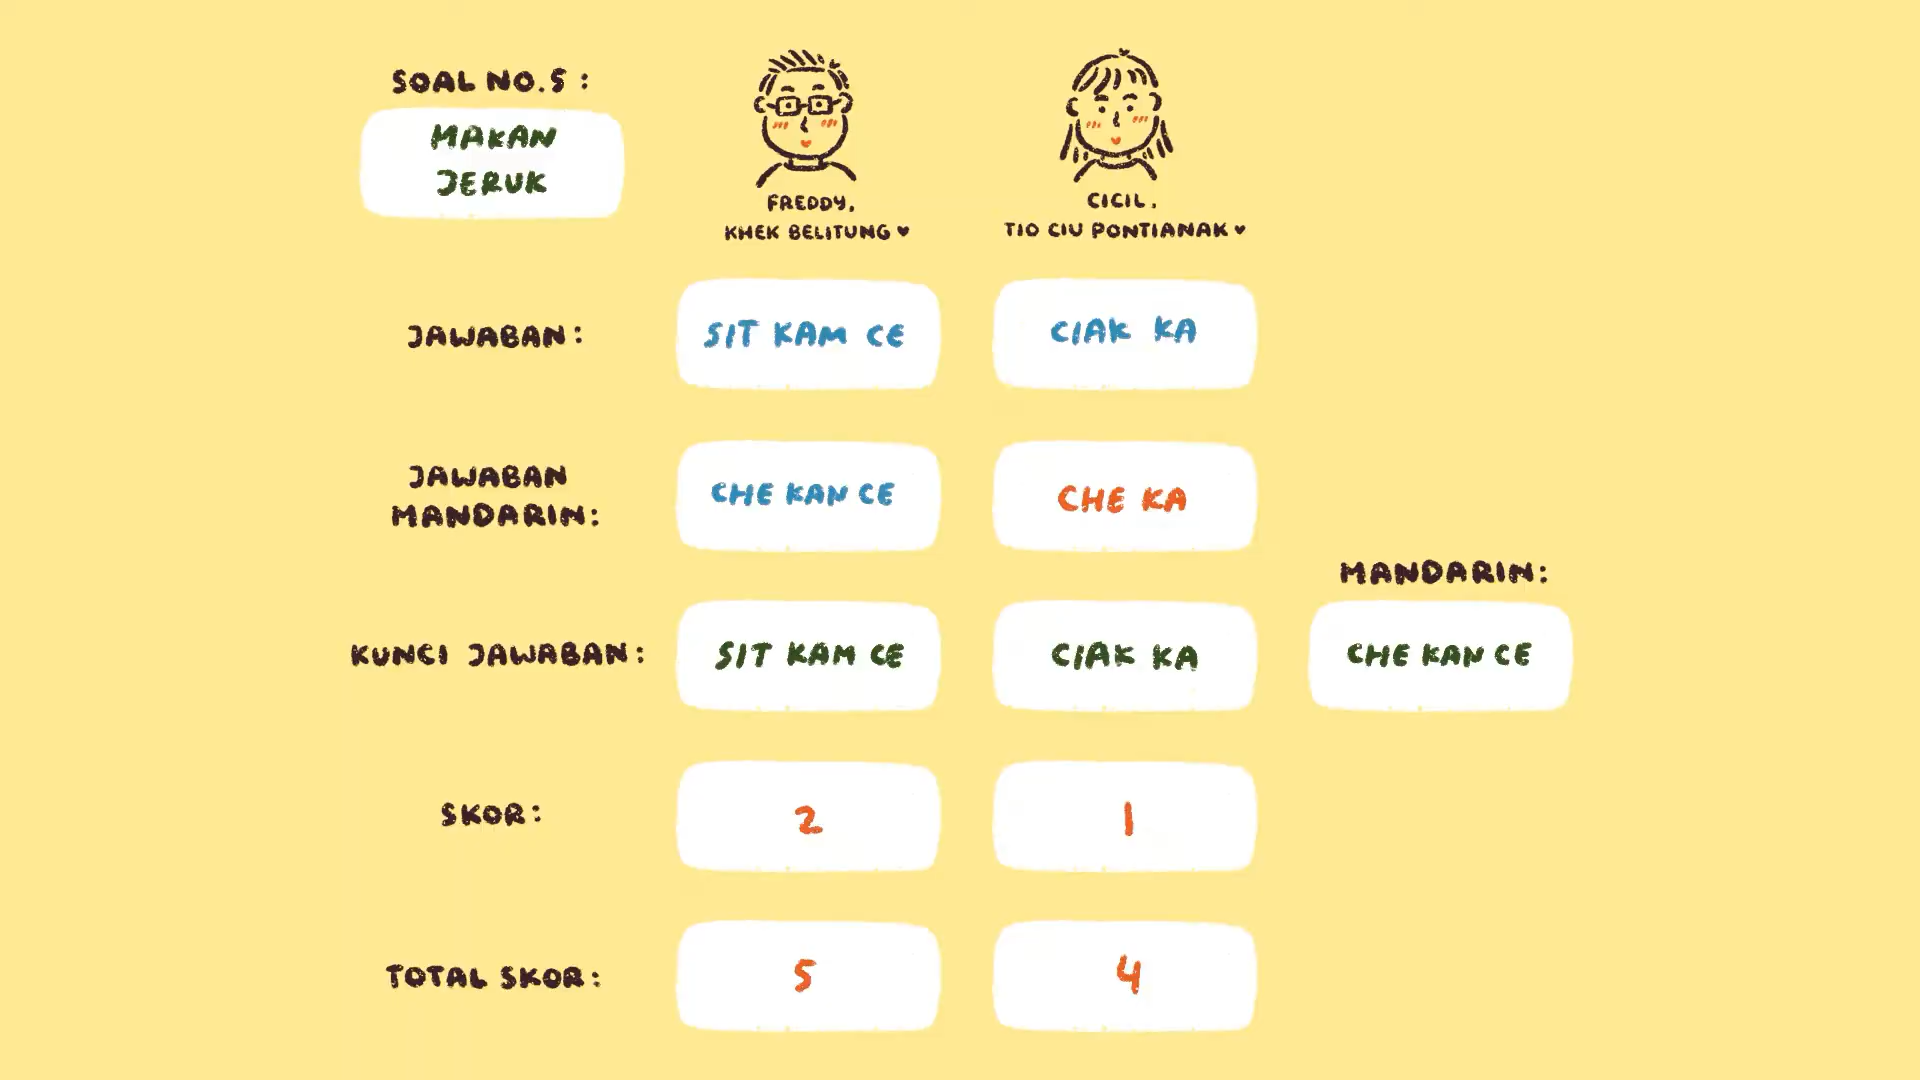 SOAL NO.5 :
MAKAN
JERUK
FREDDY,
KHEK BELITUNG ♥
CICIL,
TIO CIU PONTIANAK ♥
JAWABAN:
SIT KAM CE
CIAK KA
JAWABAN
MANDARIN:
CHE KAN CE
CHE KA
MANDARIN:
KUNCI JAWABAN:
SIT KAM CE
CIAK KA
CHE KAN CE
SKOR:
2
1
TOTAL SKOR:
5
4